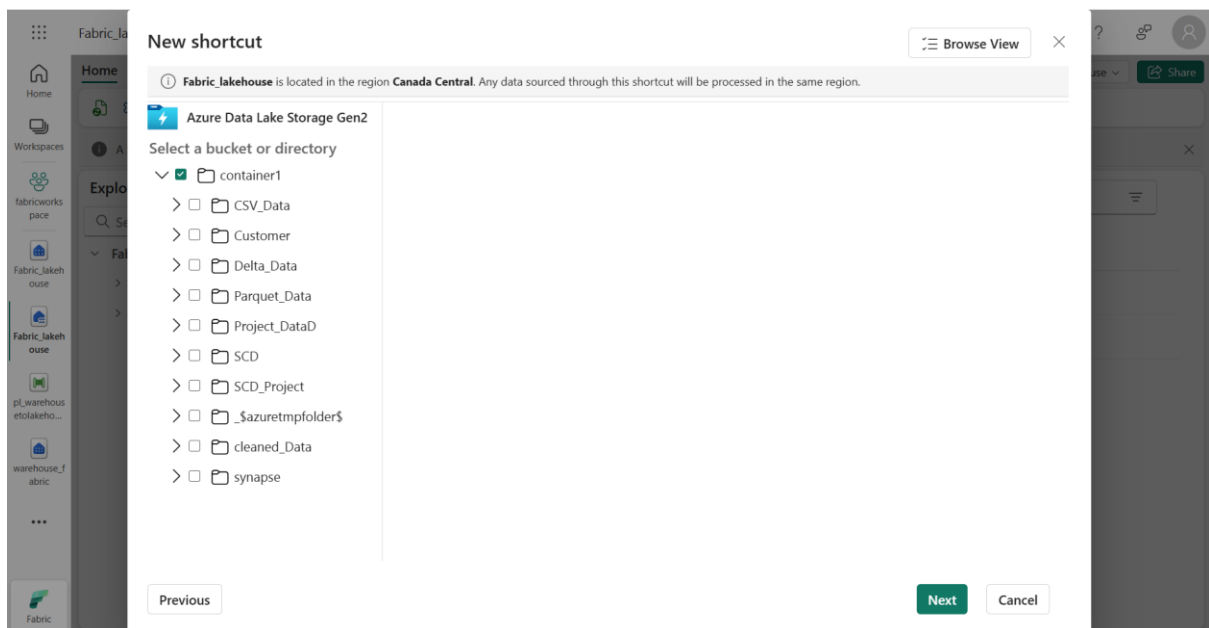 Fabric_la
New shortcut
Browse View
?
Home
Home
Fabric_lakehouse is located in the region Canada Central. Any data sourced through this shortcut will be processed in the same region.
use
Share
Azure Data Lake Storage Gen2
Workspaces
A
Select a bucket or directory
container1
fabricworks
pace
Explo
CSV_Data
Se
Customer
Fabric_lakeh
ouse
Fal
Delta_Data
Parquet_Data
Fabric_lakeh
ouse
Project_DataD
SCD
SCD_Project
pl_warehous
etolakeho...
_$azuretmpfolder$
cleaned_Data
warehouse_f
abric
synapse
Previous
Next
Cancel
Fabric